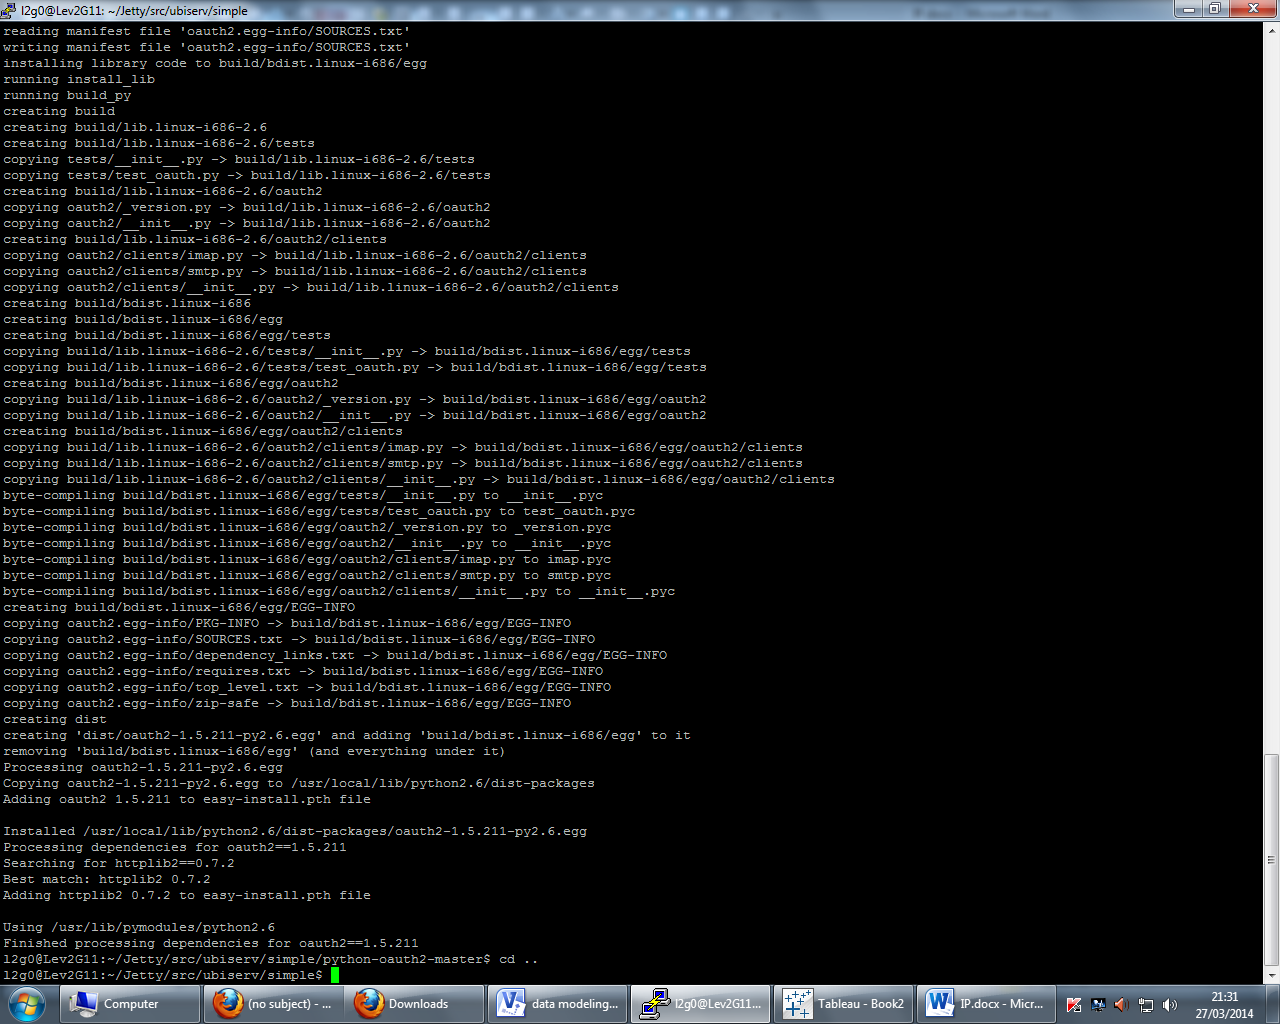 l2g0@Lev2G11: ~/Jetty/src/ubiserv/simple
reading manifest file 'oauth2.egg-info/SOURCES.txt'
writing manifest file 'oauth2.egg-info/SOURCES.txt'
installing library code to build/bdist.linux-i686/egg
running install_lib
running build_py
creating build
creating build/lib.linux-i686-2.6
creating build/lib.linux-i686-2.6/tests
copying tests/__init__.py -> build/lib.linux-i686-2.6/tests
copying tests/test_oauth.py -> build/lib.linux-i686-2.6/tests
creating build/lib.linux-i686-2.6/oauth2
copying oauth2/_version.py -> build/lib.linux-i686-2.6/oauth2
copying oauth2/__init__.py -> build/lib.linux-i686-2.6/oauth2
creating build/lib.linux-i686-2.6/oauth2/clients
copying oauth2/clients/imap.py -> build/lib.linux-i686-2.6/oauth2/clients
copying oauth2/clients/smtp.py -> build/lib.linux-i686-2.6/oauth2/clients
copying oauth2/clients/__init__.py -> build/lib.linux-i686-2.6/oauth2/clients
creating build/bdist.linux-i686
creating build/bdist.linux-i686/egg
creating build/bdist.linux-i686/egg/tests
copying build/lib.linux-i686-2.6/tests/__init__.py -> build/bdist.linux-i686/egg/tests
copying build/lib.linux-i686-2.6/tests/test_oauth.py -> build/bdist.linux-i686/egg/tests
creating build/bdist.linux-i686/egg/oauth2
copying build/lib.linux-i686-2.6/oauth2/_version.py -> build/bdist.linux-i686/egg/oauth2
copying build/lib.linux-i686-2.6/oauth2/__init__.py -> build/bdist.linux-i686/egg/oauth2
creating build/bdist.linux-i686/egg/oauth2/clients
copying build/lib.linux-i686-2.6/oauth2/clients/imap.py -> build/bdist.linux-i686/egg/oauth2/clients
copying build/lib.linux-i686-2.6/oauth2/clients/smtp.py -> build/bdist.linux-i686/egg/oauth2/clients
copying build/lib.linux-i686-2.6/oauth2/clients/__init__.py -> build/bdist.linux-i686/egg/oauth2/clients
byte-compiling build/bdist.linux-i686/egg/tests/__init__.py to __init__.pyc
byte-compiling build/bdist.linux-i686/egg/tests/test_oauth.py to test_oauth.pyc
byte-compiling build/bdist.linux-i686/egg/oauth2/_version.py to _version.pyc
byte-compiling build/bdist.linux-i686/egg/oauth2/__init__.py to __init__.pyc
byte-compiling build/bdist.linux-i686/egg/oauth2/clients/imap.py to imap.pyc
byte-compiling build/bdist.linux-i686/egg/oauth2/clients/smtp.py to smtp.pyc
byte-compiling build/bdist.linux-i686/egg/oauth2/clients/__init__.py to __init__.pyc
creating build/bdist.linux-i686/egg/EGG-INFO
copying oauth2.egg-info/PKG-INFO -> build/bdist.linux-i686/egg/EGG-INFO
copying oauth2.egg-info/SOURCES.txt -> build/bdist.linux-i686/egg/EGG-INFO
copying oauth2.egg-info/dependency_links.txt -> build/bdist.linux-i686/egg/EGG-INFO
copying oauth2.egg-info/requires.txt -> build/bdist.linux-i686/egg/EGG-INFO
copying oauth2.egg-info/top_level.txt -> build/bdist.linux-i686/egg/EGG-INFO
copying oauth2.egg-info/zip-safe -> build/bdist.linux-i686/egg/EGG-INFO
creating dist
creating 'dist/oauth2-1.5.211-py2.6.egg' and adding 'build/bdist.linux-i686/egg' to it
removing 'build/bdist.linux-i686/egg' (and everything under it)
Processing oauth2-1.5.211-py2.6.egg
Copying oauth2-1.5.211-py2.6.egg to /usr/local/lib/python2.6/dist-packages
Adding oauth2 1.5.211 to easy-install.pth file
Installed /usr/local/lib/python2.6/dist-packages/oauth2-1.5.211-py2.6.egg
Processing dependencies for oauth2==1.5.211
Searching for httplib2==0.7.2
Best match: httplib2 0.7.2
Adding httplib2 0.7.2 to easy-install.pth file
Using /usr/lib/pymodules/python2.6
Finished processing dependencies for oauth2==1.5.211
l2g0@Lev2G11:~/Jetty/src/ubiserv/simple/python-oauth2-master$ cd ..
l2g0@Lev2G11:~/Jetty/src/ubiserv/simple$
Computer
(no subject) - ...
Downloads
data modeling...
l2g0@Lev2G11...
Tableau - Book2
IP.docx - Micr...
21:31
27/03/2014